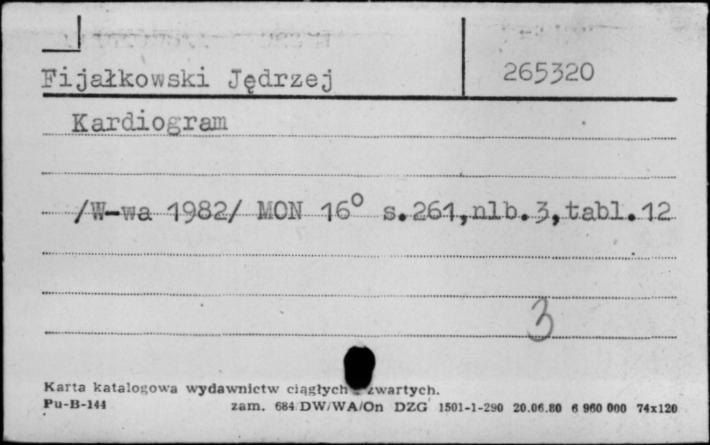 Fijałkowski Jędrzej 265320
Kardiogram
/W-wa 1982/ MON 16° s.261,nlb.3,tabl.12
3
Karta katalogowa wydawnictw ciągłych zwartych.
Pu-B-144 zam. 684/DW/WA/On DZG 1501-1-290 20.06.80 6 960 000 74x120